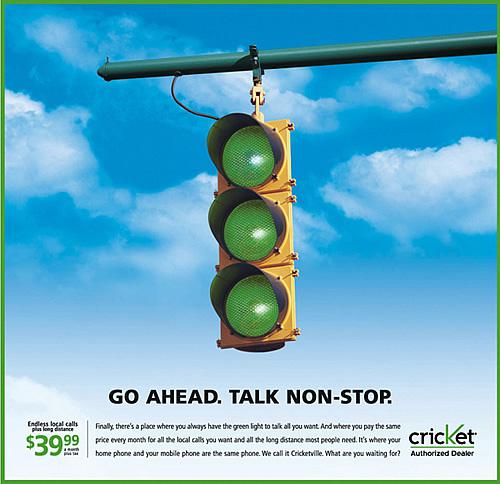 GO AHEAD. TALK NON-STOP.
Endless local calls
plus long distance
$39.99
a month
plus tax
Finally, there's a place where you always have the green light to talk all you want. And where you pay the same
price every month for all the local calls you want and all the long distance most people need. It's where your
home phone and your mobile phone are the same phone. We call it Cricketville. What are you waiting for?
cricket
Authorized Dealer